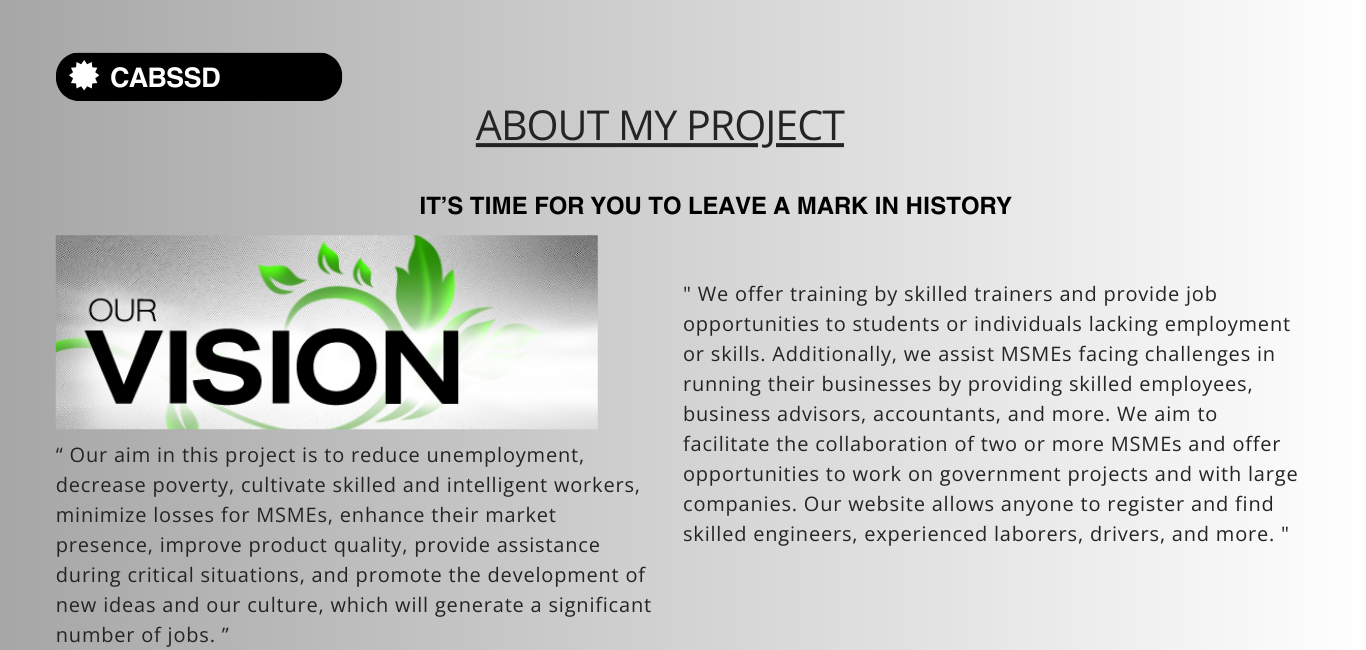 CABSSD
ABOUT MY PROJECT
IT’S TIME FOR YOU TO LEAVE A MARK IN HISTORY
OUR
VISION
“ Our aim in this project is to reduce unemployment,
decrease poverty, cultivate skilled and intelligent workers,
minimize losses for MSMEs, enhance their market
presence, improve product quality, provide assistance
during critical situations, and promote the development of
new ideas and our culture, which will generate a significant
number of jobs. ”
" We offer training by skilled trainers and provide job
opportunities to students or individuals lacking employment
or skills. Additionally, we assist MSMEs facing challenges in
running their businesses by providing skilled employees,
business advisors, accountants, and more. We aim to
facilitate the collaboration of two or more MSMEs and offer
opportunities to work on government projects and with large
companies. Our website allows anyone to register and find
skilled engineers, experienced laborers, drivers, and more. "